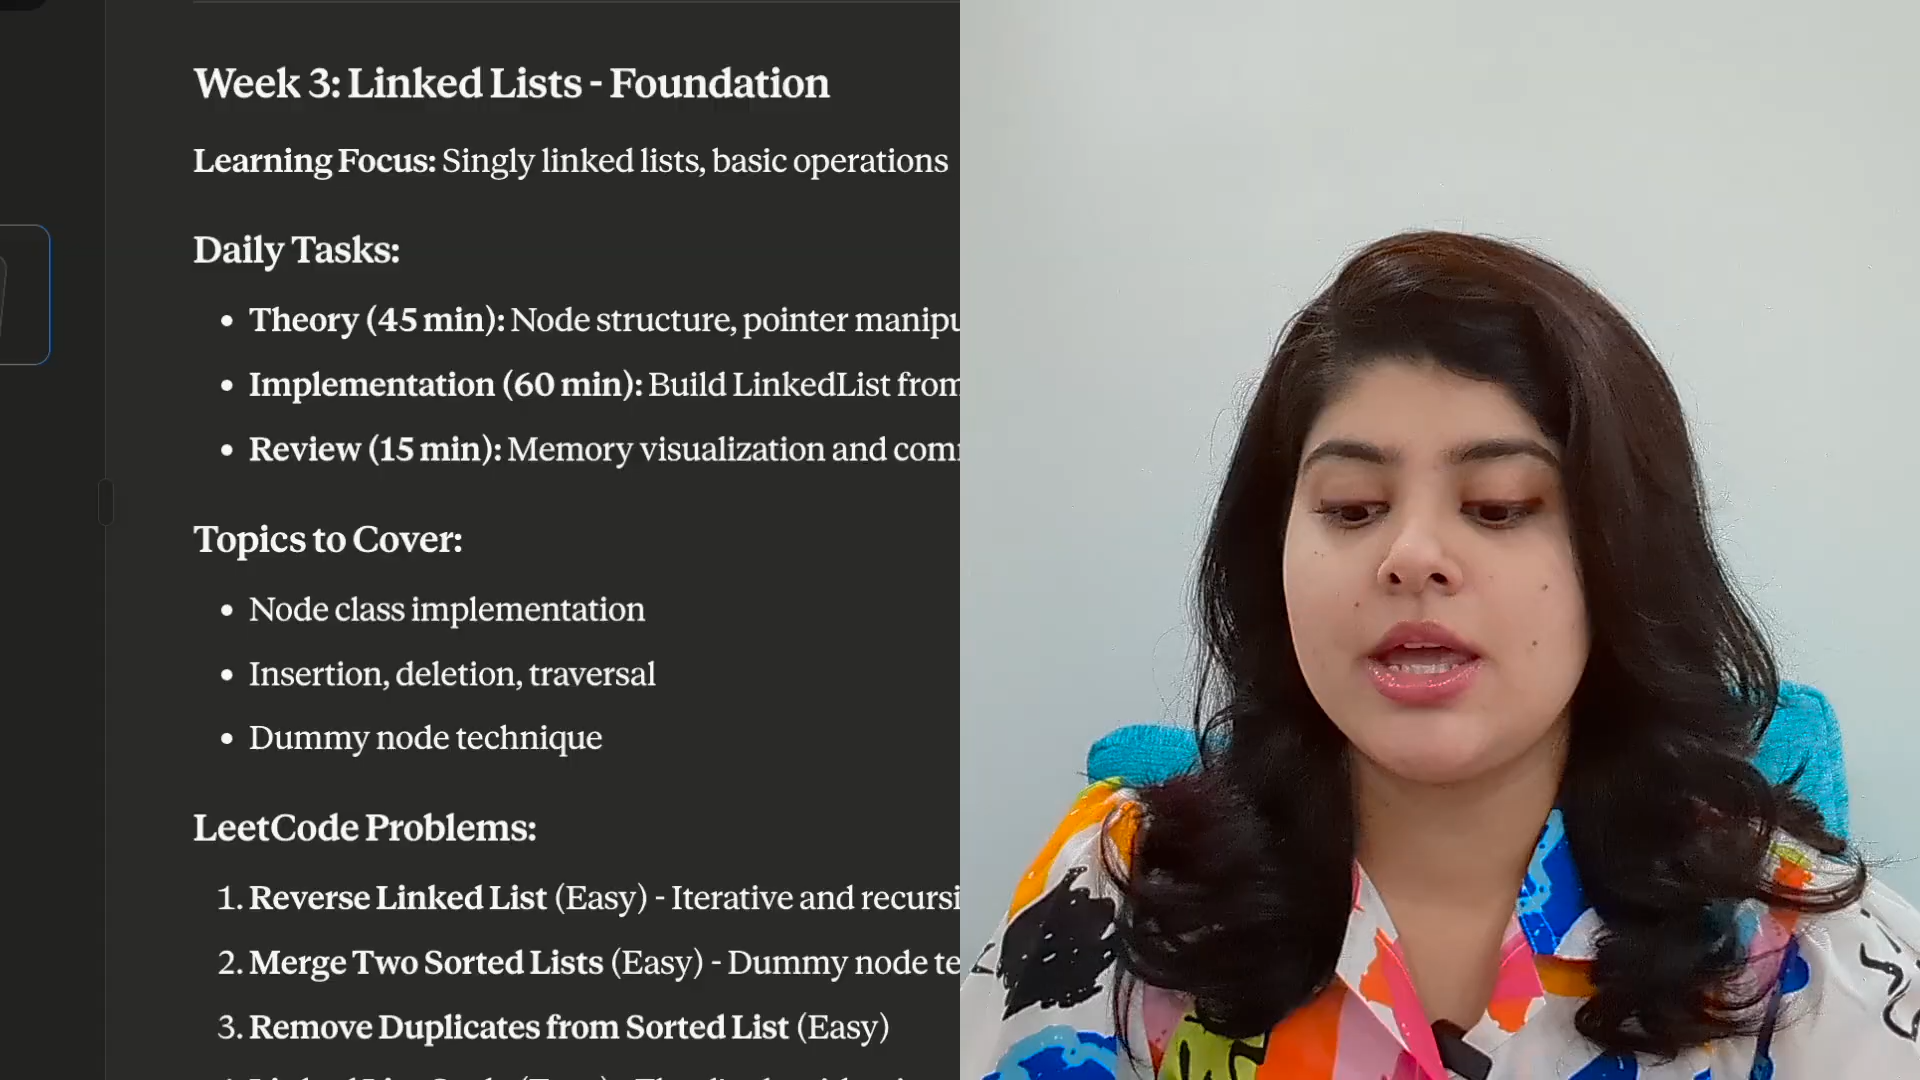 Week 3: Linked Lists - Foundation
Learning Focus: Singly linked lists, basic operations
Daily Tasks:
• Theory (45 min): Node structure, pointer
• Implementation (60 min): Build LinkedList from
• Review (15 min): Memory visualization and
Topics to Cover:
• Node class implementation
• Insertion, deletion, traversal
• Dummy node technique
LeetCode Problems:
1. Reverse Linked List (Easy) - Iterative and
2. Merge Two Sorted Lists (Easy) - Dummy node
3. Remove Duplicates from Sorted List (Easy)